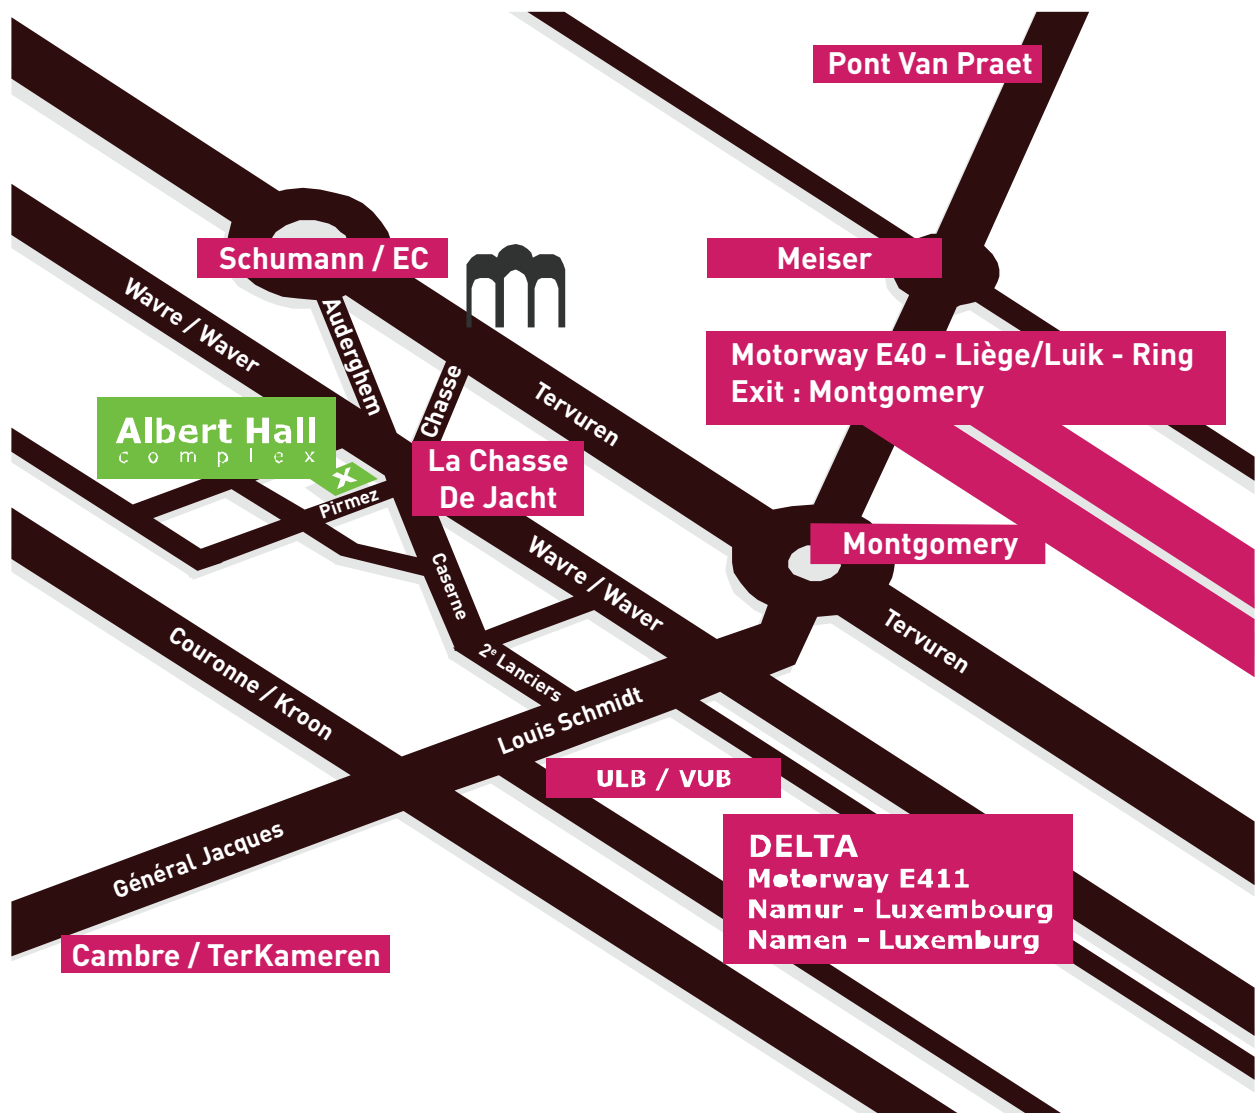 Pont Van Praet
Schumann / EC
Meiser
Wavre / Waver
Auderghem
Chasse
Tervuren
Motorway E40 - Liège/Luik - Ring
Exit : Montgomery
Albert Hall
complex
x
Pirmez
La Chasse
De Jacht
Montgomery
Wavre / Waver
Caserne
Tervuren
2e Lanciers
Couronne / Kroon
Louis Schmidt
ULB / VUB
Général Jacques
DELTA
Motorway E411
Namur - Luxembourg
Namen - Luxemburg
Cambre / TerKameren